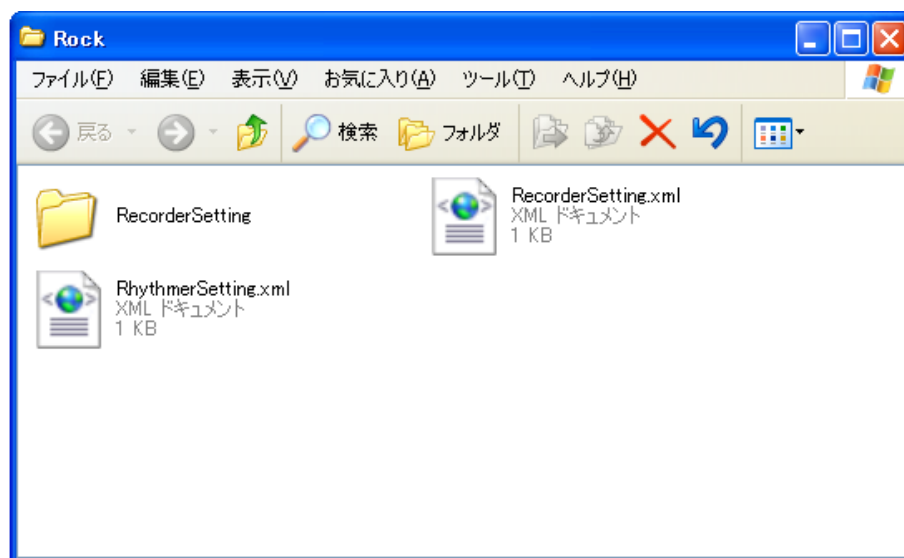 Rock
ファイル(F) 編集(E) 表示(V) お気に入り(A) ツール(T) ヘルプ(H)
戻る 検索 フォルダ
RecorderSetting
RecorderSetting.xml
XML ドキュメント
1 KB
RhythmerSetting.xml
XML ドキュメント
1 KB